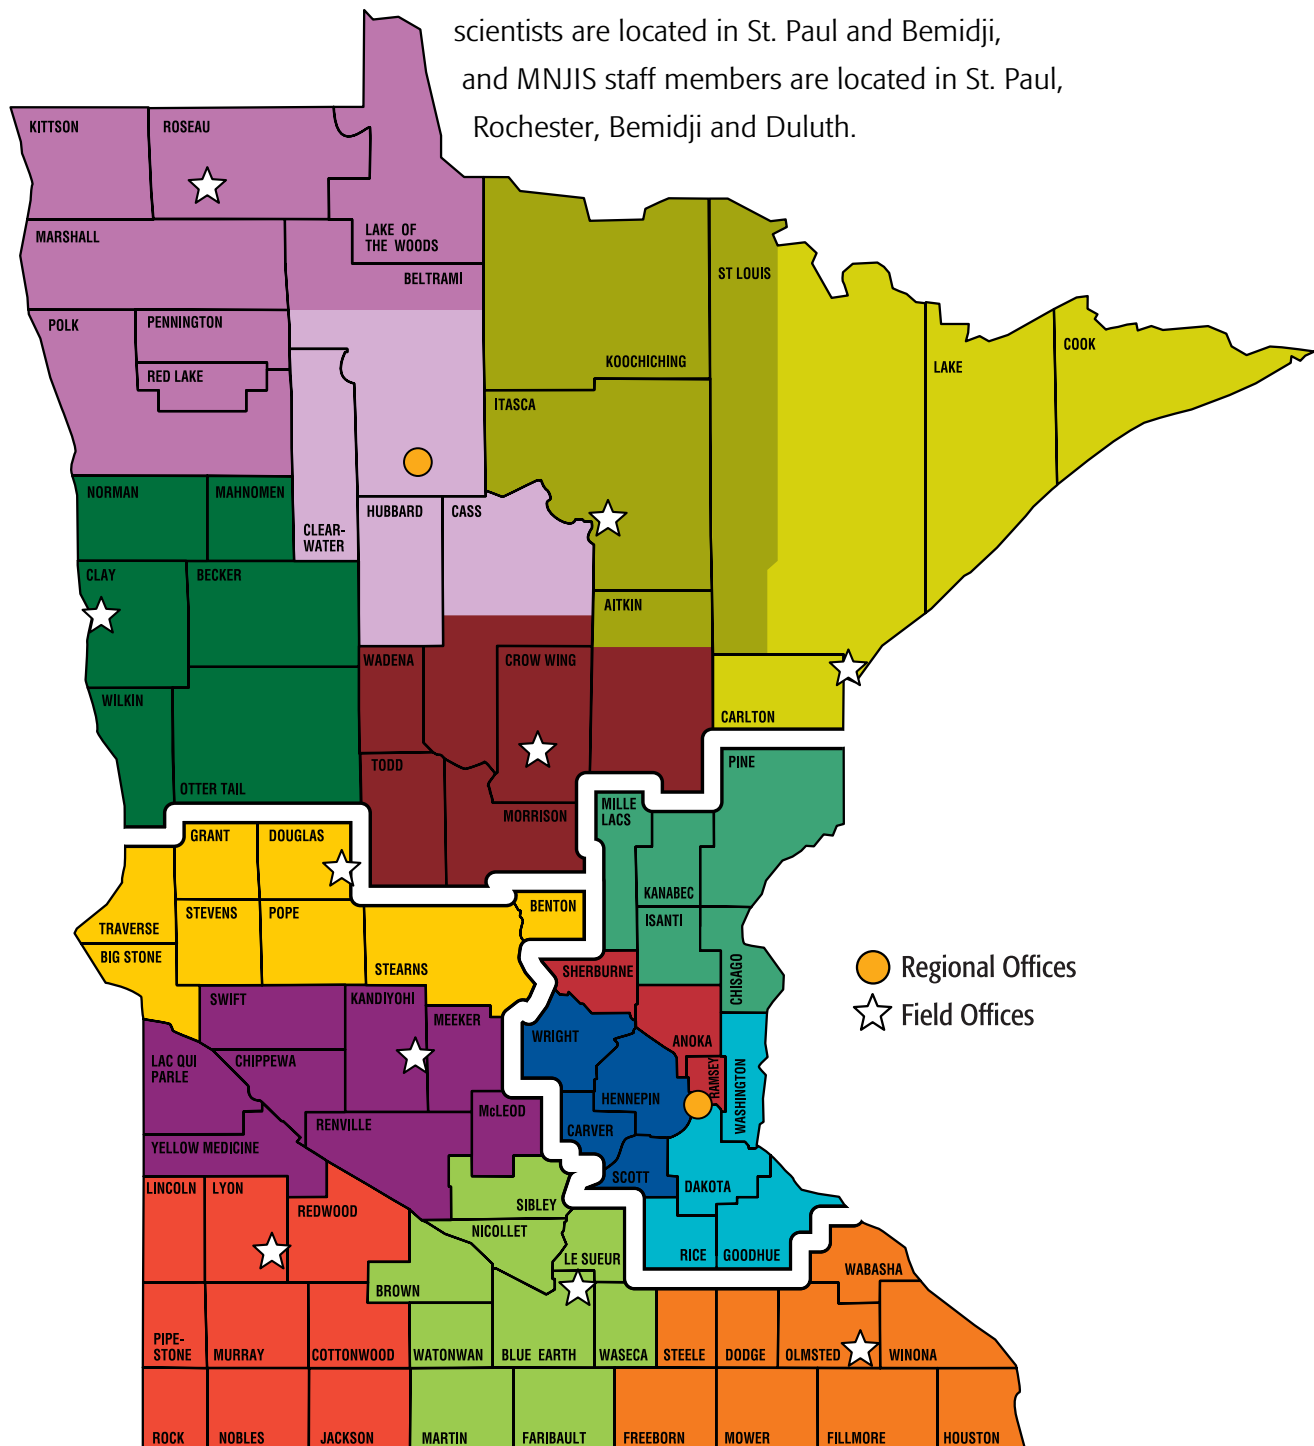 scientists are located in St. Paul and Bemidji,
and MNJIS staff members are located in St. Paul,
Rochester, Bemidji and Duluth.
KITTSON
ROSEAU
LAKE OF
THE WOODS
MARSHALL
BELTRAMI
ST LOUIS
POLK
PENNINGTON
RED LAKE
KOOCHICHING
LAKE
COOK
ITASCA
NORMAN
MAHNOMEN
CLEAR-
WATER
HUBBARD
CASS
CLAY
BECKER
AITKIN
WADENA
CROW WING
WILKIN
OTTER TAIL
CARLTON
TODD
MORRISON
PINE
MILLE
LACS
GRANT
DOUGLAS
KANABEC
TRAVERSE
STEVENS
POPE
BENTON
ISANTI
BIG STONE
STEARNS
SHERBURNE
CHISAGO
Regional Offices
Field Offices
SWIFT
KANDIYOHI
MEEKER
WRIGHT
ANOKA
LAC QUI
PARLE
CHIPPEWA
HENNEPIN
RAMSEY
WASHINGTON
RENVILLE
McLEOD
CARVER
YELLOW MEDICINE
SCOTT
DAKOTA
LINCOLN
LYON
REDWOOD
SIBLEY
NICOLLET
LE SUEUR
RICE
GOODHUE
BROWN
WABASHA
PIPE-
STONE
MURRAY
COTTONWOOD
WATONWAN
BLUE EARTH
WASECA
STEELE
DODGE
OLMSTED
WINONA
ROCK
NOBLES
JACKSON
MARTIN
FARIBAULT
FREEBORN
MOWER
FILLMORE
HOUSTON